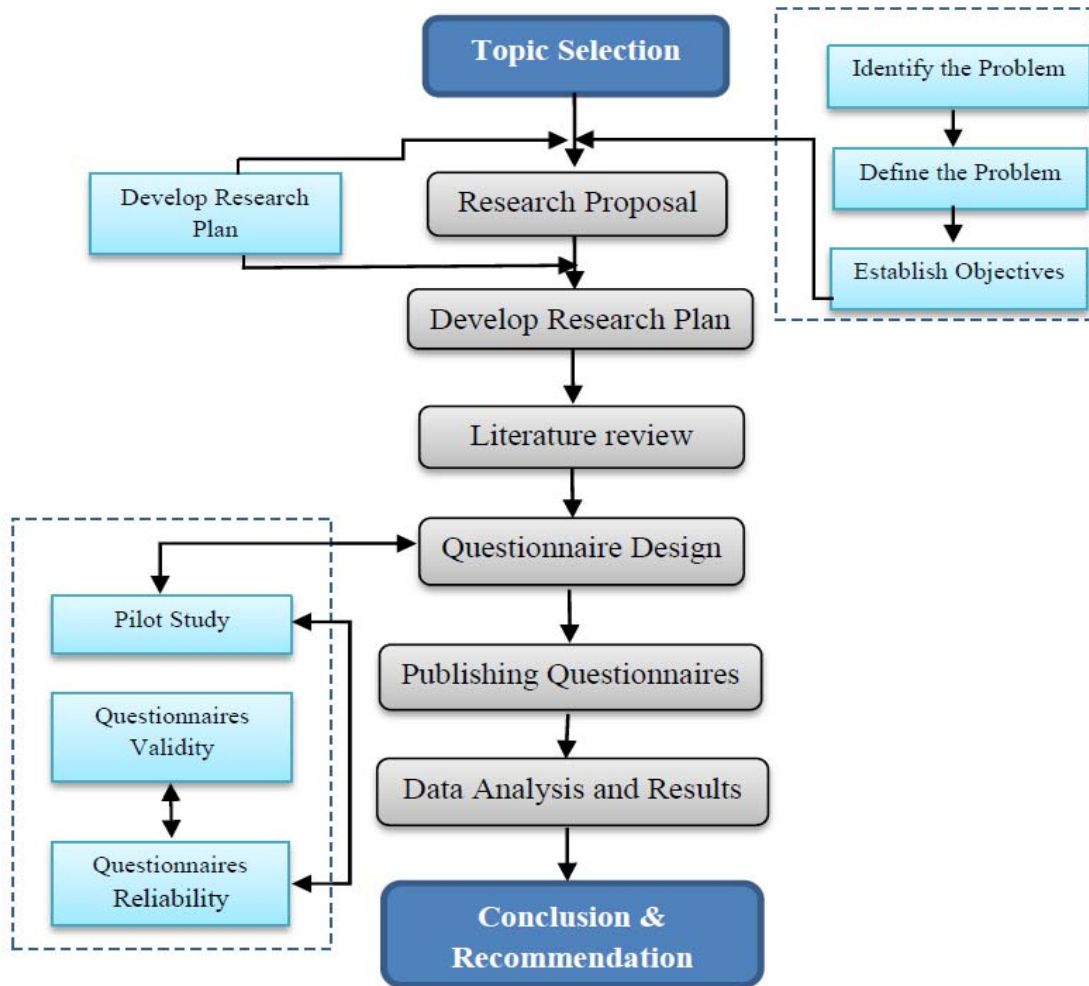 Topic Selection
Identify the Problem
Define the Problem
Establish Objectives
Develop Research
Plan
Research Proposal
Develop Research Plan
Literature review
Questionnaire Design
Pilot Study
Questionnaires
Validity
Questionnaires
Reliability
Publishing Questionnaires
Data Analysis and Results
Conclusion &
Recommendation